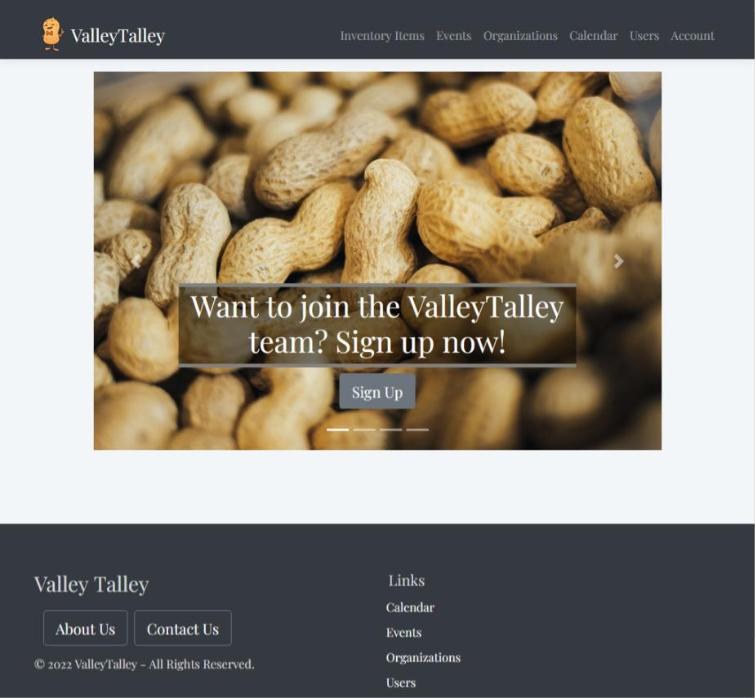 ValleyTalley
Inventory Items Events Organizations Calendar Users Account
Want to join the ValleyTalley
team? Sign up now!
Sign Up
Valley Talley
About Us Contact Us
© 2022 ValleyTalley - All Rights Reserved.
Links
Calendar
Events
Organizations
Users